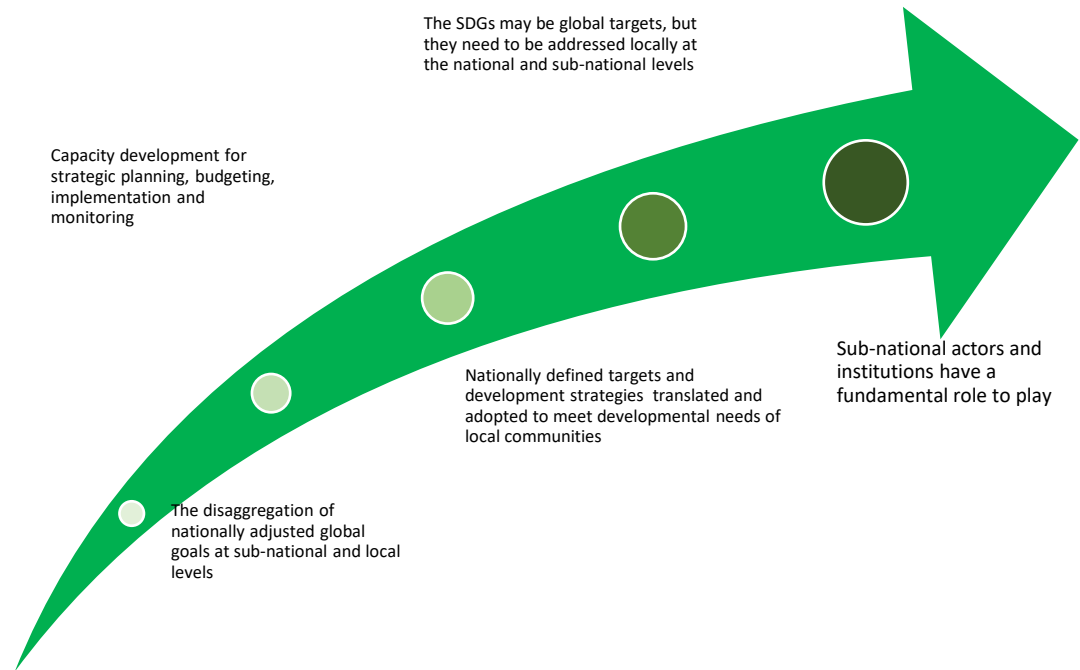 The SDGs may be global targets, but
they need to be addressed locally at
the national and sub-national levels
Capacity development for
strategic planning, budgeting,
implementation and
monitoring
Sub-national actors and
institutions have a
fundamental role to play
Nationally defined targets and
development strategies  translated and
adopted to meet developmental needs of
local communities
The disaggregation of
nationally adjusted global
goals at sub-national and local
levels